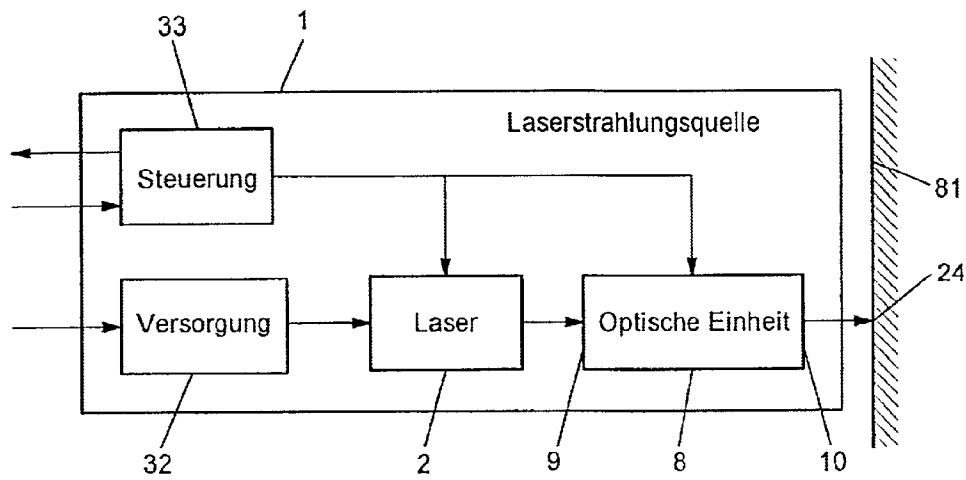 1
33
Laserstrahlungsquelle
Steuerung
81
24
Versorgung
Laser
Optische Einheit
32
2
9
8
10